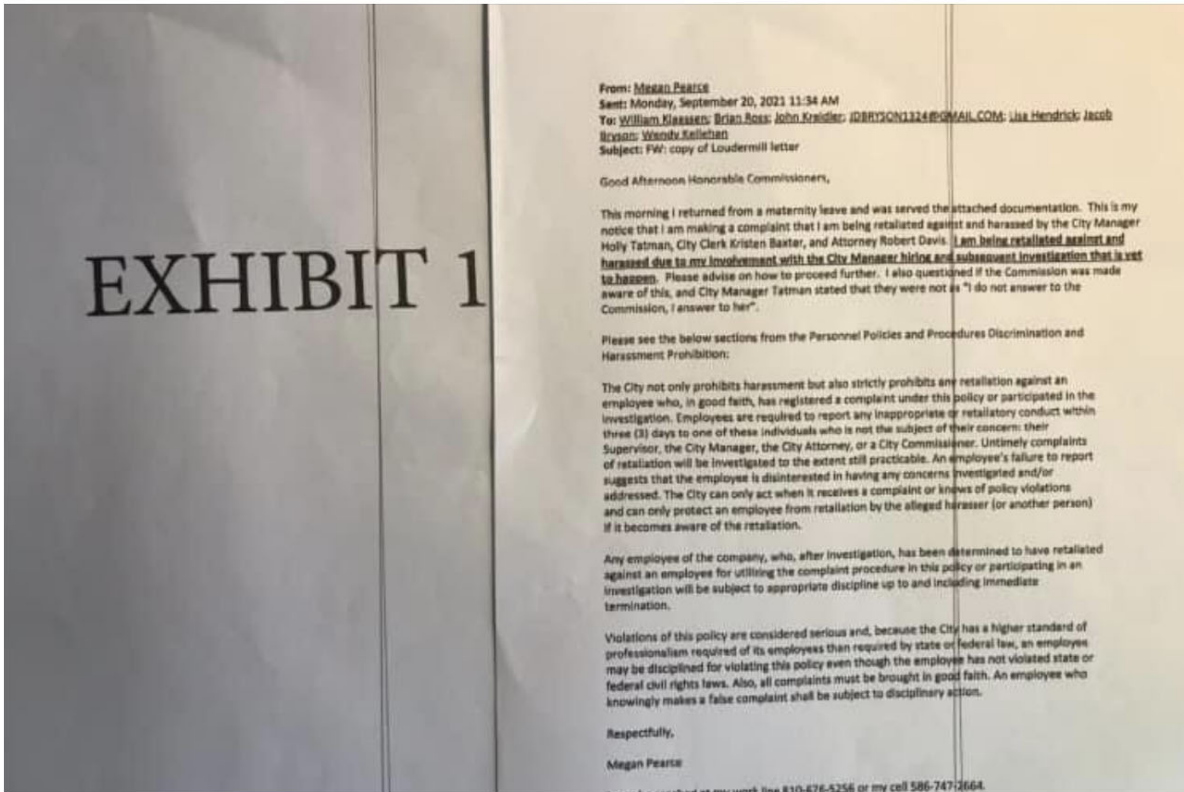 EXHIBIT 1
From: Megan Pearce
Sent: Monday, September 20, 2021 11:34 AM
To: William Klaassen; Brian Ross; John Kreidler; JDBRYSON1324@GMAIL.COM; Lisa Hendrick; Jacob
Bryson; Wendy Kellehan
Subject: FW: copy of Loudermill letter
Good Afternoon Honorable Commissioners,
This morning I returned from a maternity leave and was served the attached documentation. This is my
notice that I am making a complaint that I am being retaliated against and harassed by the City Manager
Holly Tatman, City Clerk Kristen Baxter, and Attorney Robert Davis. I am being retaliated against and
harassed due to my involvement with the City Manager hiring and subsequent investigation that is yet
to happen. Please advise on how to proceed further. I also questioned if the Commission was made
aware of this, and City Manager Tatman stated that they were not as "I do not answer to the
Commission, I answer to her".
Please see the below sections from the Personnel Policies and Procedures Discrimination and
Harassment Prohibition:
The City not only prohibits harassment but also strictly prohibits any retaliation against an
employee who, in good faith, has registered a complaint under this policy or participated in the
investigation. Employees are required to report any inappropriate or retaliatory conduct within
three (3) days to one of these individuals who is not the subject of their concern: their
Supervisor, the City Manager, the City Attorney, or a City Commissioner. Untimely complaints
of retaliation will be investigated to the extent still practicable. An employee's failure to report
suggests that the employee is disinterested in having any concerns investigated and/or
addressed. The City can only act when it receives a complaint or knows of policy violations
and can only protect an employee from retaliation by the alleged harasser (or another person)
if it becomes aware of the retaliation.
Any employee of the company, who, after investigation, has been determined to have retaliated
against an employee for utilizing the complaint procedure in this policy or participating in an
investigation will be subject to appropriate discipline up to and including immediate
termination.
Violations of this policy are considered serious and, because the City has a higher standard of
professionalism required of its employees than required by state or federal law, an employee
may be disciplined for violating this policy even though the employee has not violated state or
federal civil rights laws. Also, all complaints must be brought in good faith. An employee who
knowingly makes a false complaint shall be subject to disciplinary action.
Respectfully,
Megan Pearce
work line 810-676-5256 or my cell 586-747-2664.